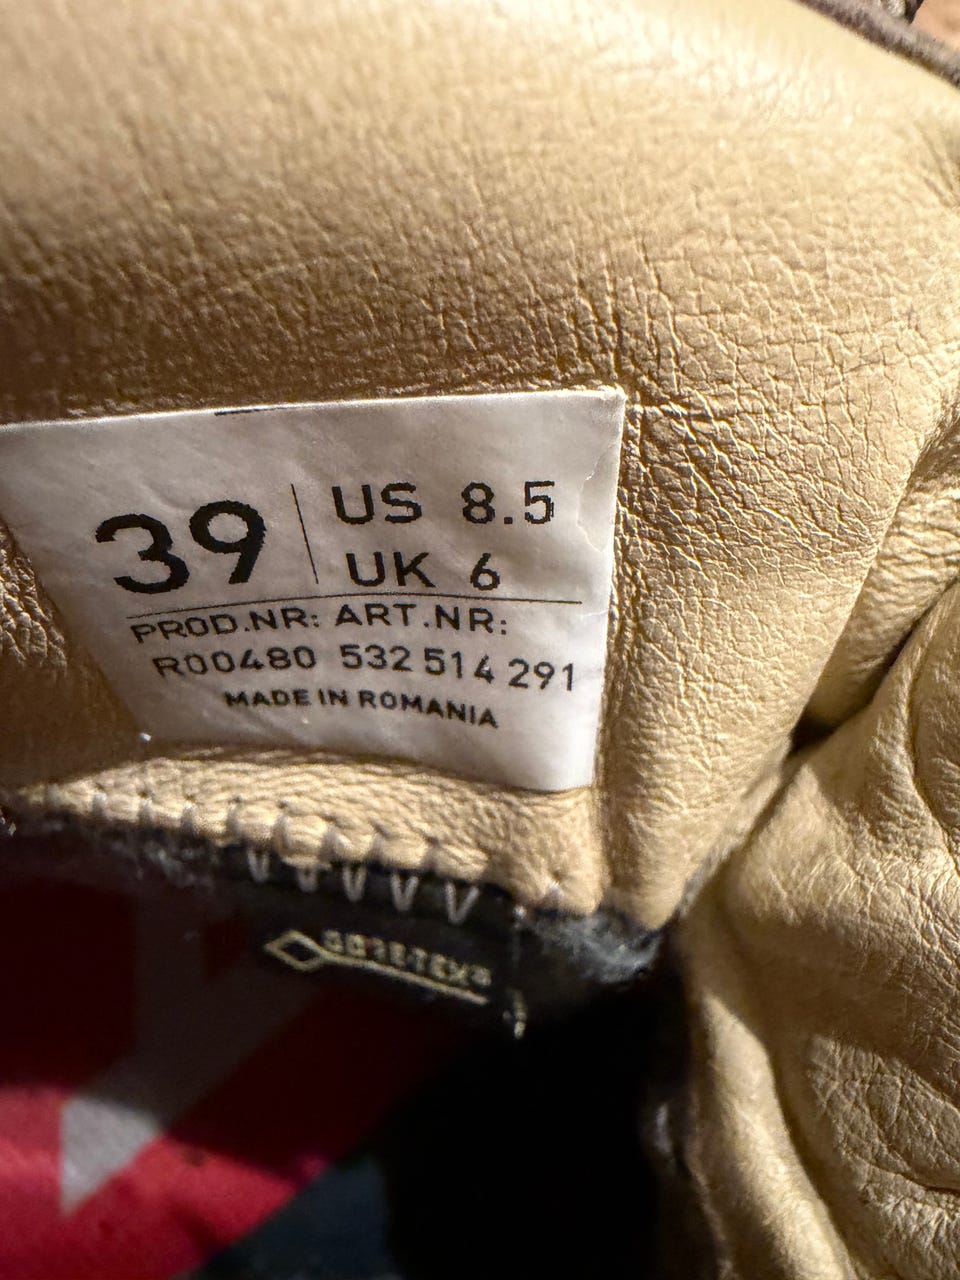 39
US 8.5
UK 6
PROD.NR: ART.NR:
R00480 532 514 291
MADE IN ROMANIA
GORE-TEX®